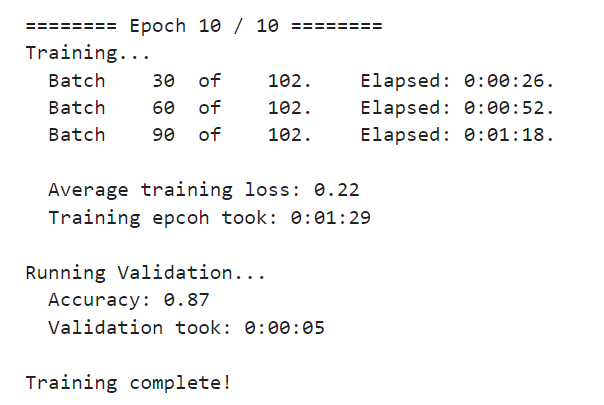 ======== Epoch 10 / 10 ========
Training...
  Batch    30  of    102.    Elapsed: 0:00:26.
  Batch    60  of    102.    Elapsed: 0:00:52.
  Batch    90  of    102.    Elapsed: 0:01:18.

  Average training loss: 0.22
  Training epcoh took: 0:01:29

Running Validation...
  Accuracy: 0.87
  Validation took: 0:00:05

Training complete!